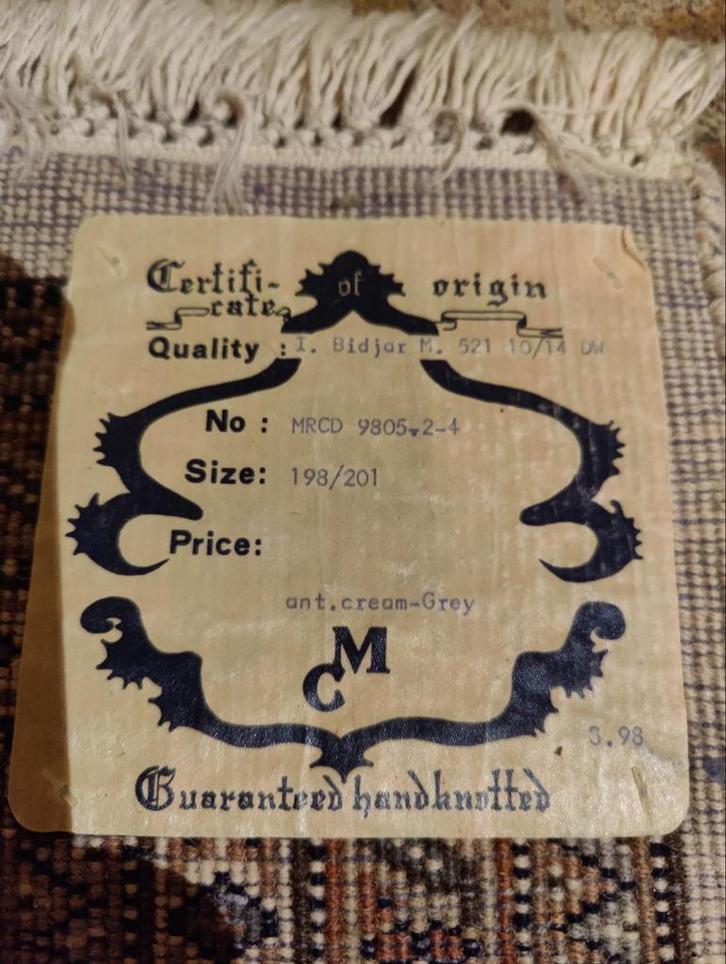 Certifi-cate of origin
Quality : I. Bidjar M. 521 10/14 DW
No : MRCD 9805.2-4
Size: 198/201
Price:
ant.cream-Grey
MC
3.98
Guaranteed handknotted